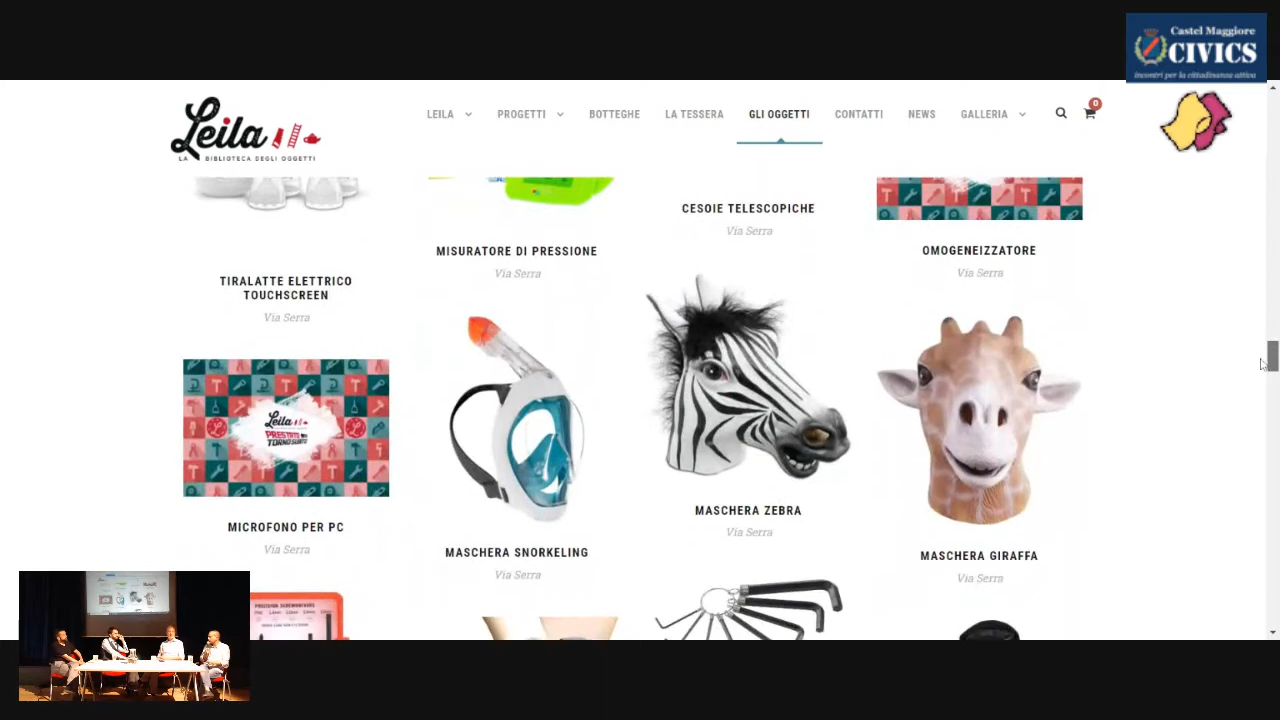 Castel Maggiore
CIVICS
incontri per la cittadinanza attiva
Leila
LA BIBLIOTECA DEGLI OGGETTI
LEILA
PROGETTI
BOTTEGHE
LA TESSERA
GLI OGGETTI
CONTATTI
NEWS
GALLERIA
0
TIRALATTE ELETTRICO
TOUCHSCREEN
Via Serra
MISURATORE DI PRESSIONE
Via Serra
CESOIE TELESCOPICHE
Via Serra
OMOGENEIZZATORE
Via Serra
Leila
PRESTATO
TORNO SUBITO
MICROFONO PER PC
Via Serra
MASCHERA SNORKELING
Via Serra
MASCHERA ZEBRA
Via Serra
MASCHERA GIRAFFA
Via Serra